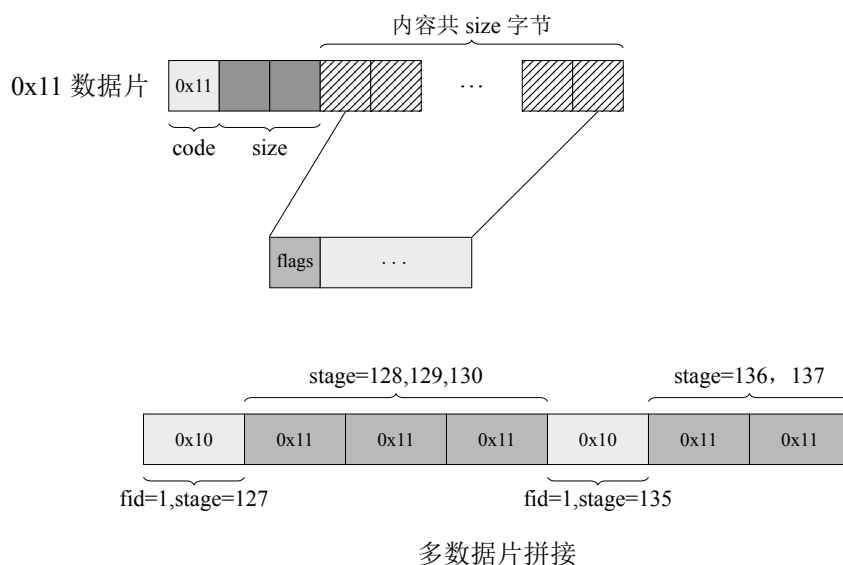 内容共 size 字节
0x11 数据片
0x11
...
code
size
flags
...
stage=128,129,130
stage=136，137
0x10
0x11
0x11
0x11
0x10
0x11
0x11
fid=1,stage=127
fid=1,stage=135
多数据片拼接